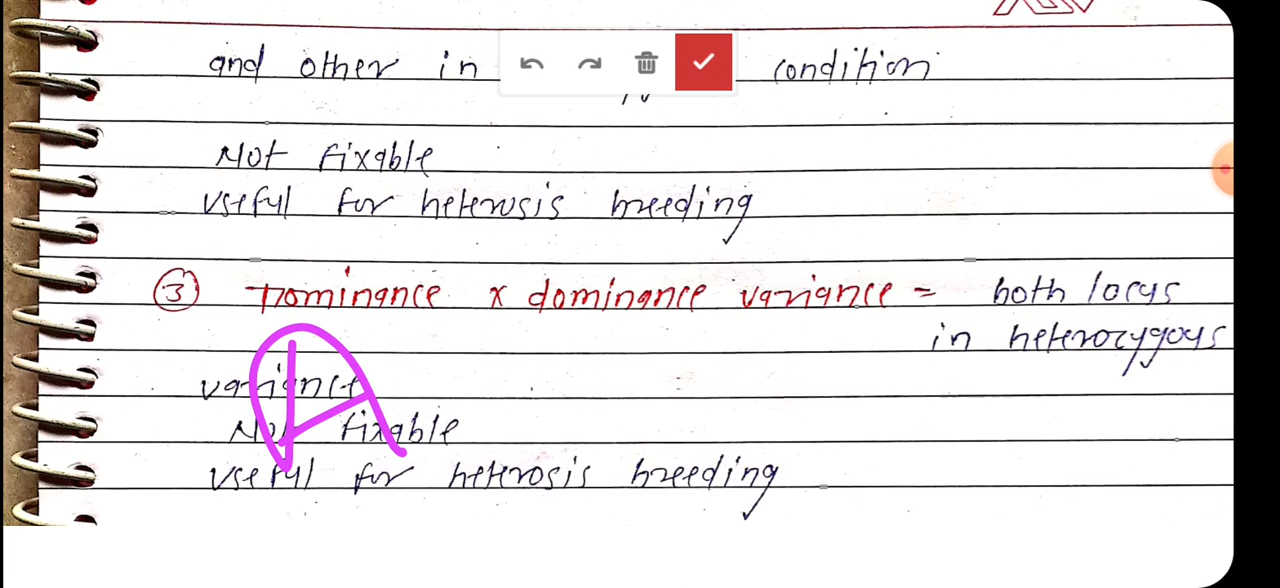 and other in condition
Not fixable
useful for heterosis breeding
③ Dominance x dominance variance = both locus
in heterozygous
variance
Not fixable
useful for heterosis breeding